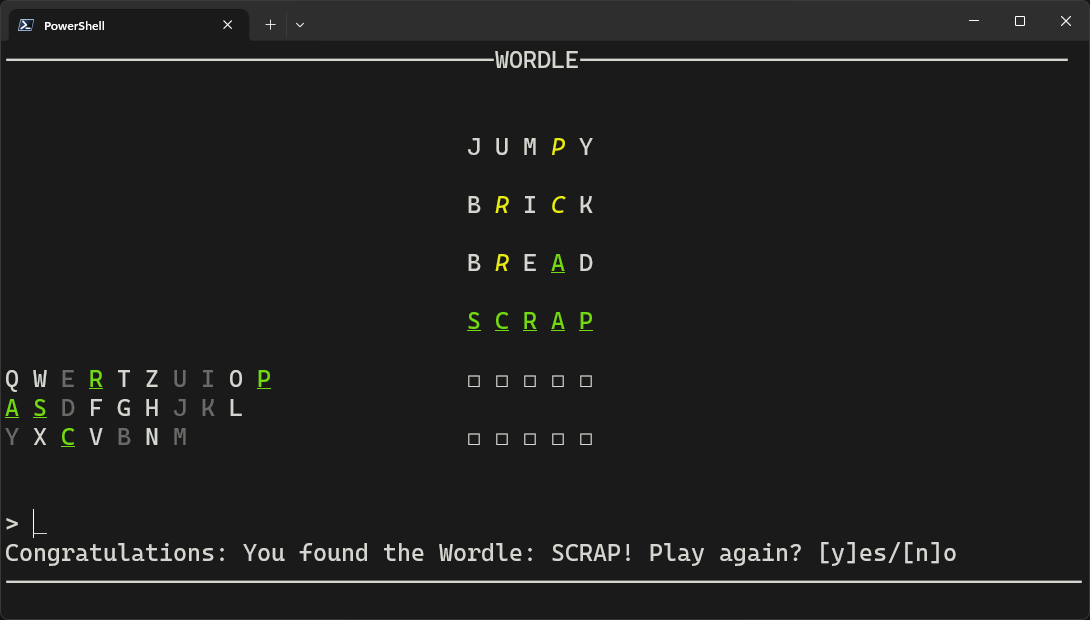 PowerShell
WORDLE
J U M P Y
B R I C K
B R E A D
S C R A P
Q W E R T Z U I O P
□ □ □ □ □
A S D F G H J K L
Y X C V B N M
□ □ □ □ □
>
Congratulations: You found the Wordle: SCRAP! Play again? [y]es/[n]o